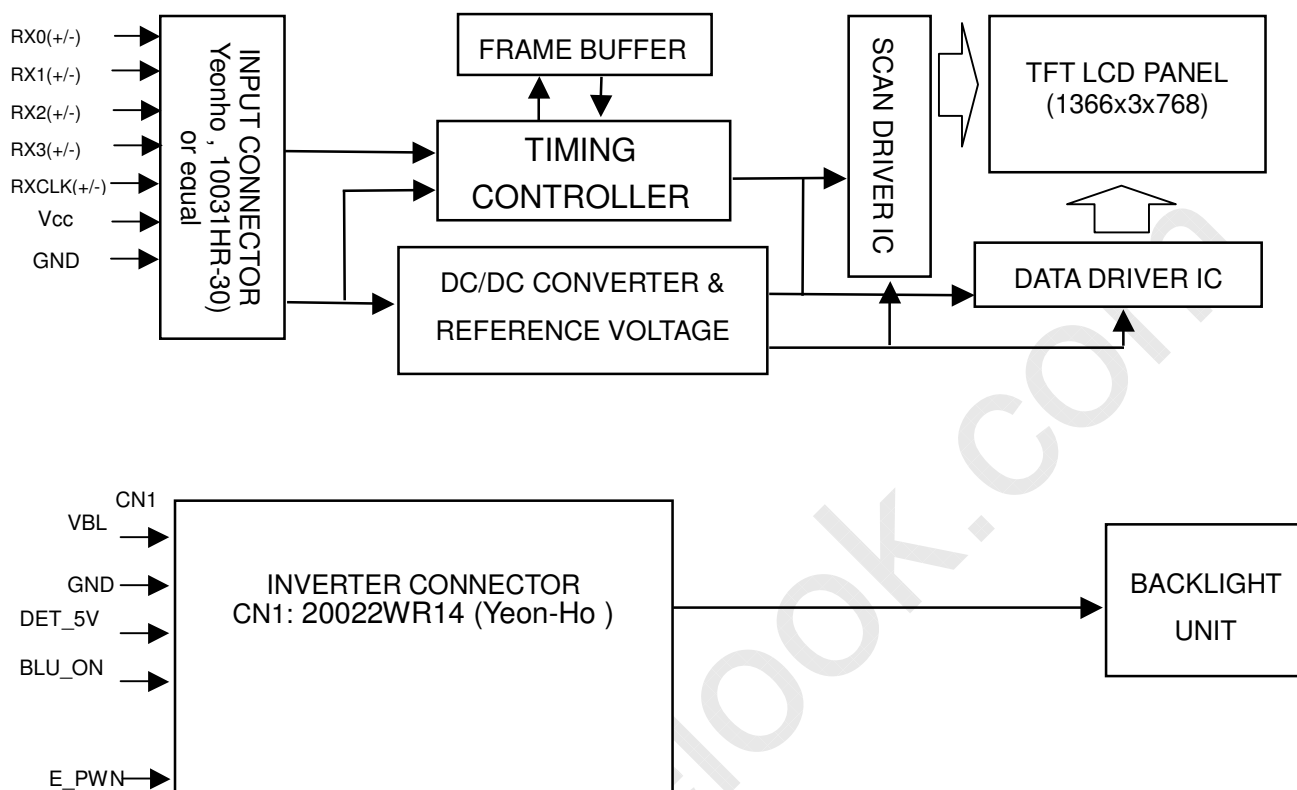 RX0(+/-)
RX1(+/-)
RX2(+/-)
RX3(+/-)
RXCLK(+/-)
Vcc
GND
INPUT CONNECTOR
Yeonho , 10031HR-30)
or equal
FRAME BUFFER
TIMING
CONTROLLER
DC/DC CONVERTER &
REFERENCE VOLTAGE
SCAN DRIVER IC
TFT LCD PANEL
(1366x3x768)
DATA DRIVER IC
CN1
VBL
GND
DET_5V
BLU_ON
E_PWN
INVERTER CONNECTOR
CN1: 20022WR14 (Yeon-Ho )
BACKLIGHT
UNIT
look.com